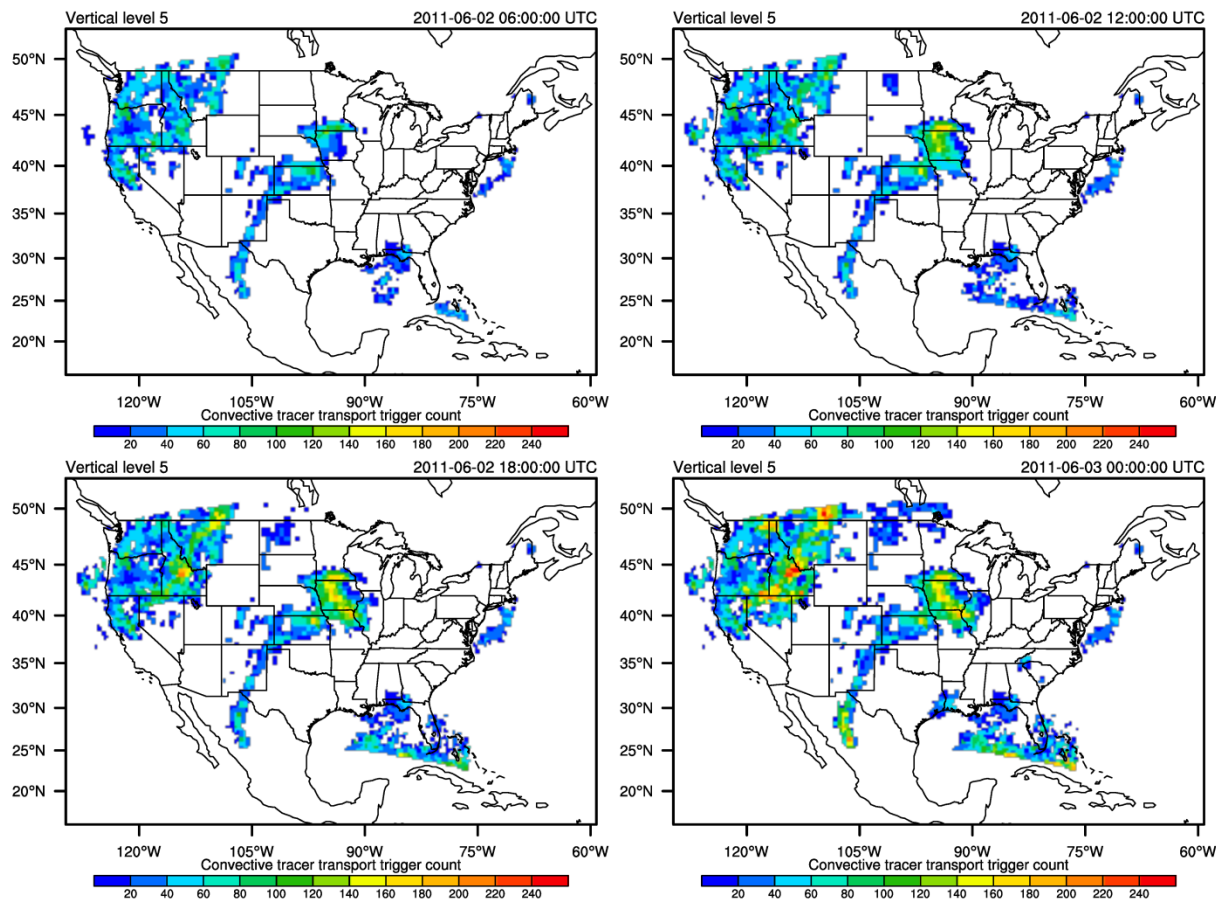 Vertical level 5 2011-06-02 06:00:00 UTC
50°N
45°N
40°N
35°N
30°N
25°N
20°N
120°W 105°W 90°W 75°W 60°W
Convective tracer transport trigger count
20 40 60 80 100 120 140 160 180 200 220 240
Vertical level 5 2011-06-02 12:00:00 UTC
50°N
45°N
40°N
35°N
30°N
25°N
20°N
120°W 105°W 90°W 75°W 60°W
Convective tracer transport trigger count
20 40 60 80 100 120 140 160 180 200 220 240
Vertical level 5 2011-06-02 18:00:00 UTC
50°N
45°N
40°N
35°N
30°N
25°N
20°N
120°W 105°W 90°W 75°W 60°W
Convective tracer transport trigger count
20 40 60 80 100 120 140 160 180 200 220 240
Vertical level 5 2011-06-03 00:00:00 UTC
50°N
45°N
40°N
35°N
30°N
25°N
20°N
120°W 105°W 90°W 75°W 60°W
Convective tracer transport trigger count
20 40 60 80 100 120 140 160 180 200 220 240